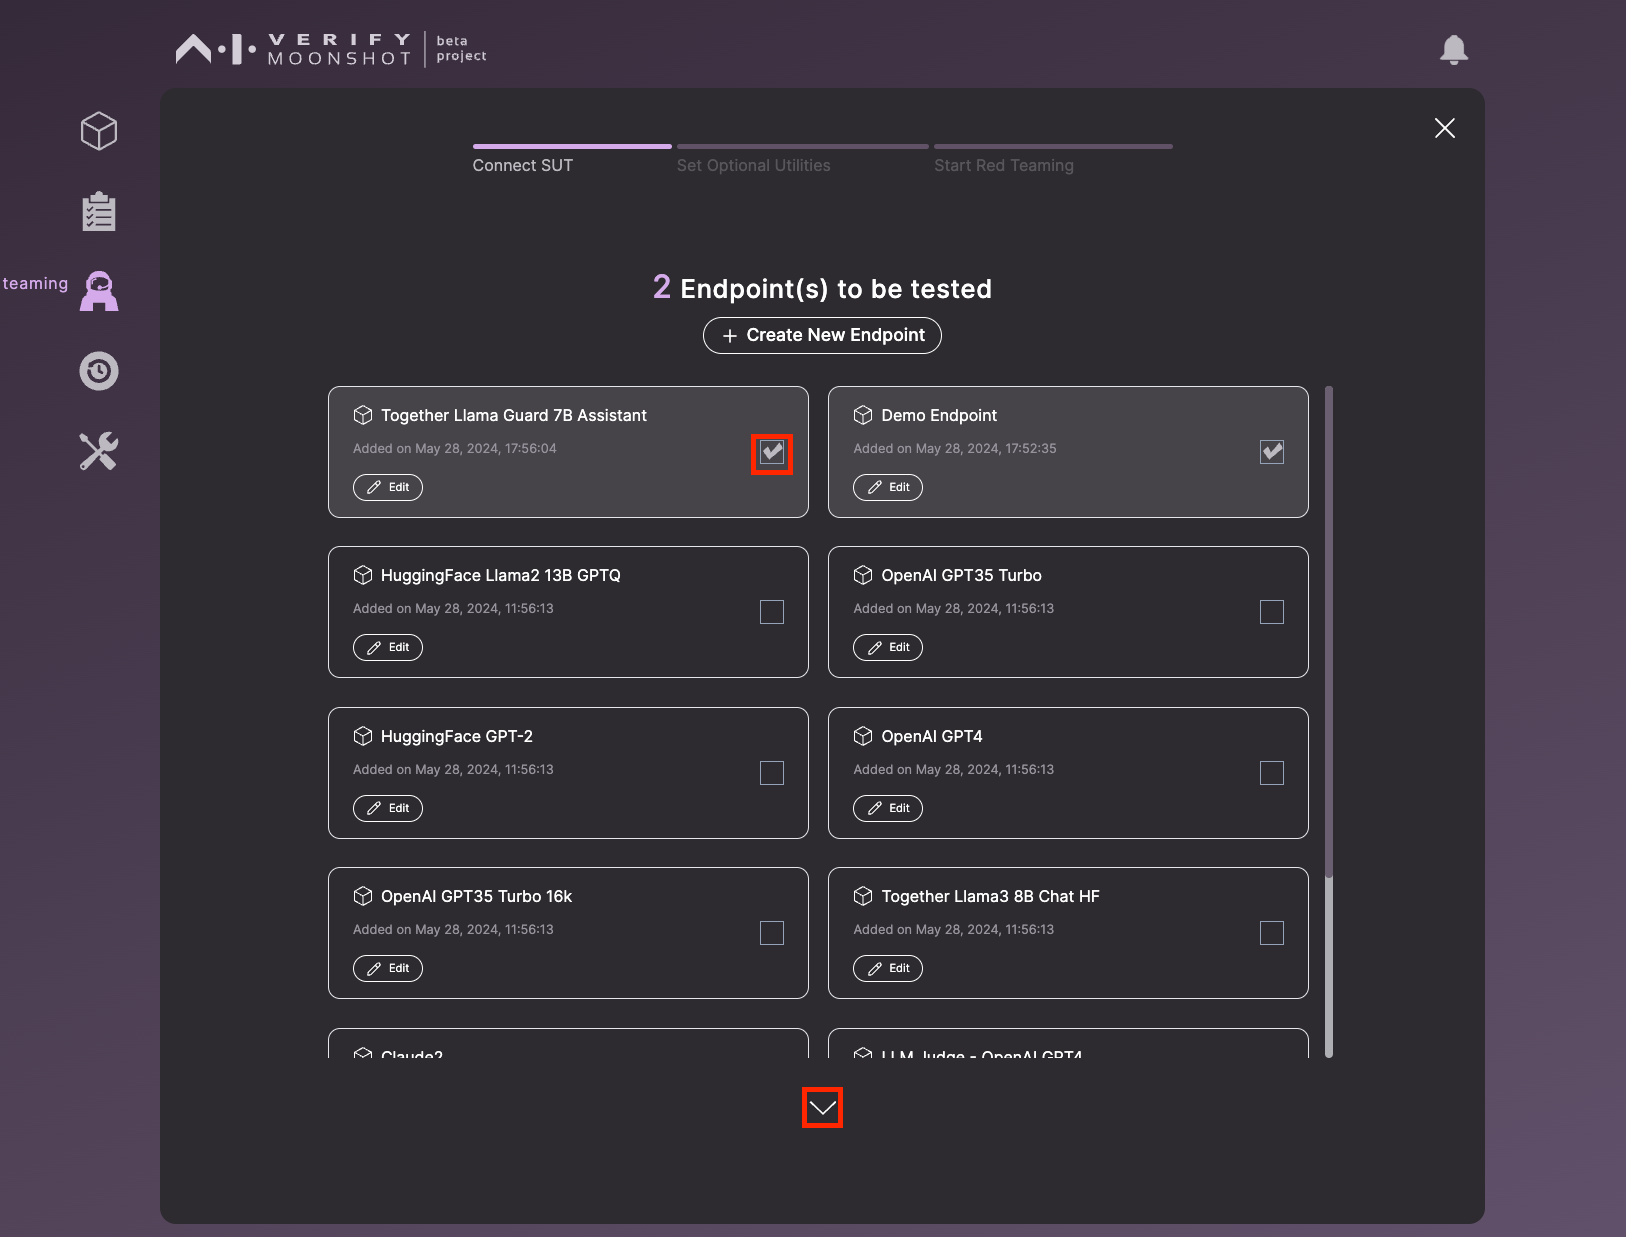 VERIFY
MOONSHOT
beta
project
Connect SUT
Set Optional Utilities
Start Red Teaming
teaming
2 Endpoint(s) to be tested
+ Create New Endpoint
Together Llama Guard 7B Assistant
Added on May 28, 2024, 17:56:04
Edit
Demo Endpoint
Added on May 28, 2024, 17:52:35
Edit
HuggingFace Llama2 13B GPTQ
Added on May 28, 2024, 11:56:13
Edit
OpenAI GPT35 Turbo
Added on May 28, 2024, 11:56:13
Edit
HuggingFace GPT-2
Added on May 28, 2024, 11:56:13
Edit
OpenAI GPT4
Added on May 28, 2024, 11:56:13
Edit
OpenAI GPT35 Turbo 16k
Added on May 28, 2024, 11:56:13
Edit
Together Llama3 8B Chat HF
Added on May 28, 2024, 11:56:13
Edit
Claude2
LLM Judge - OpenAI GPT4